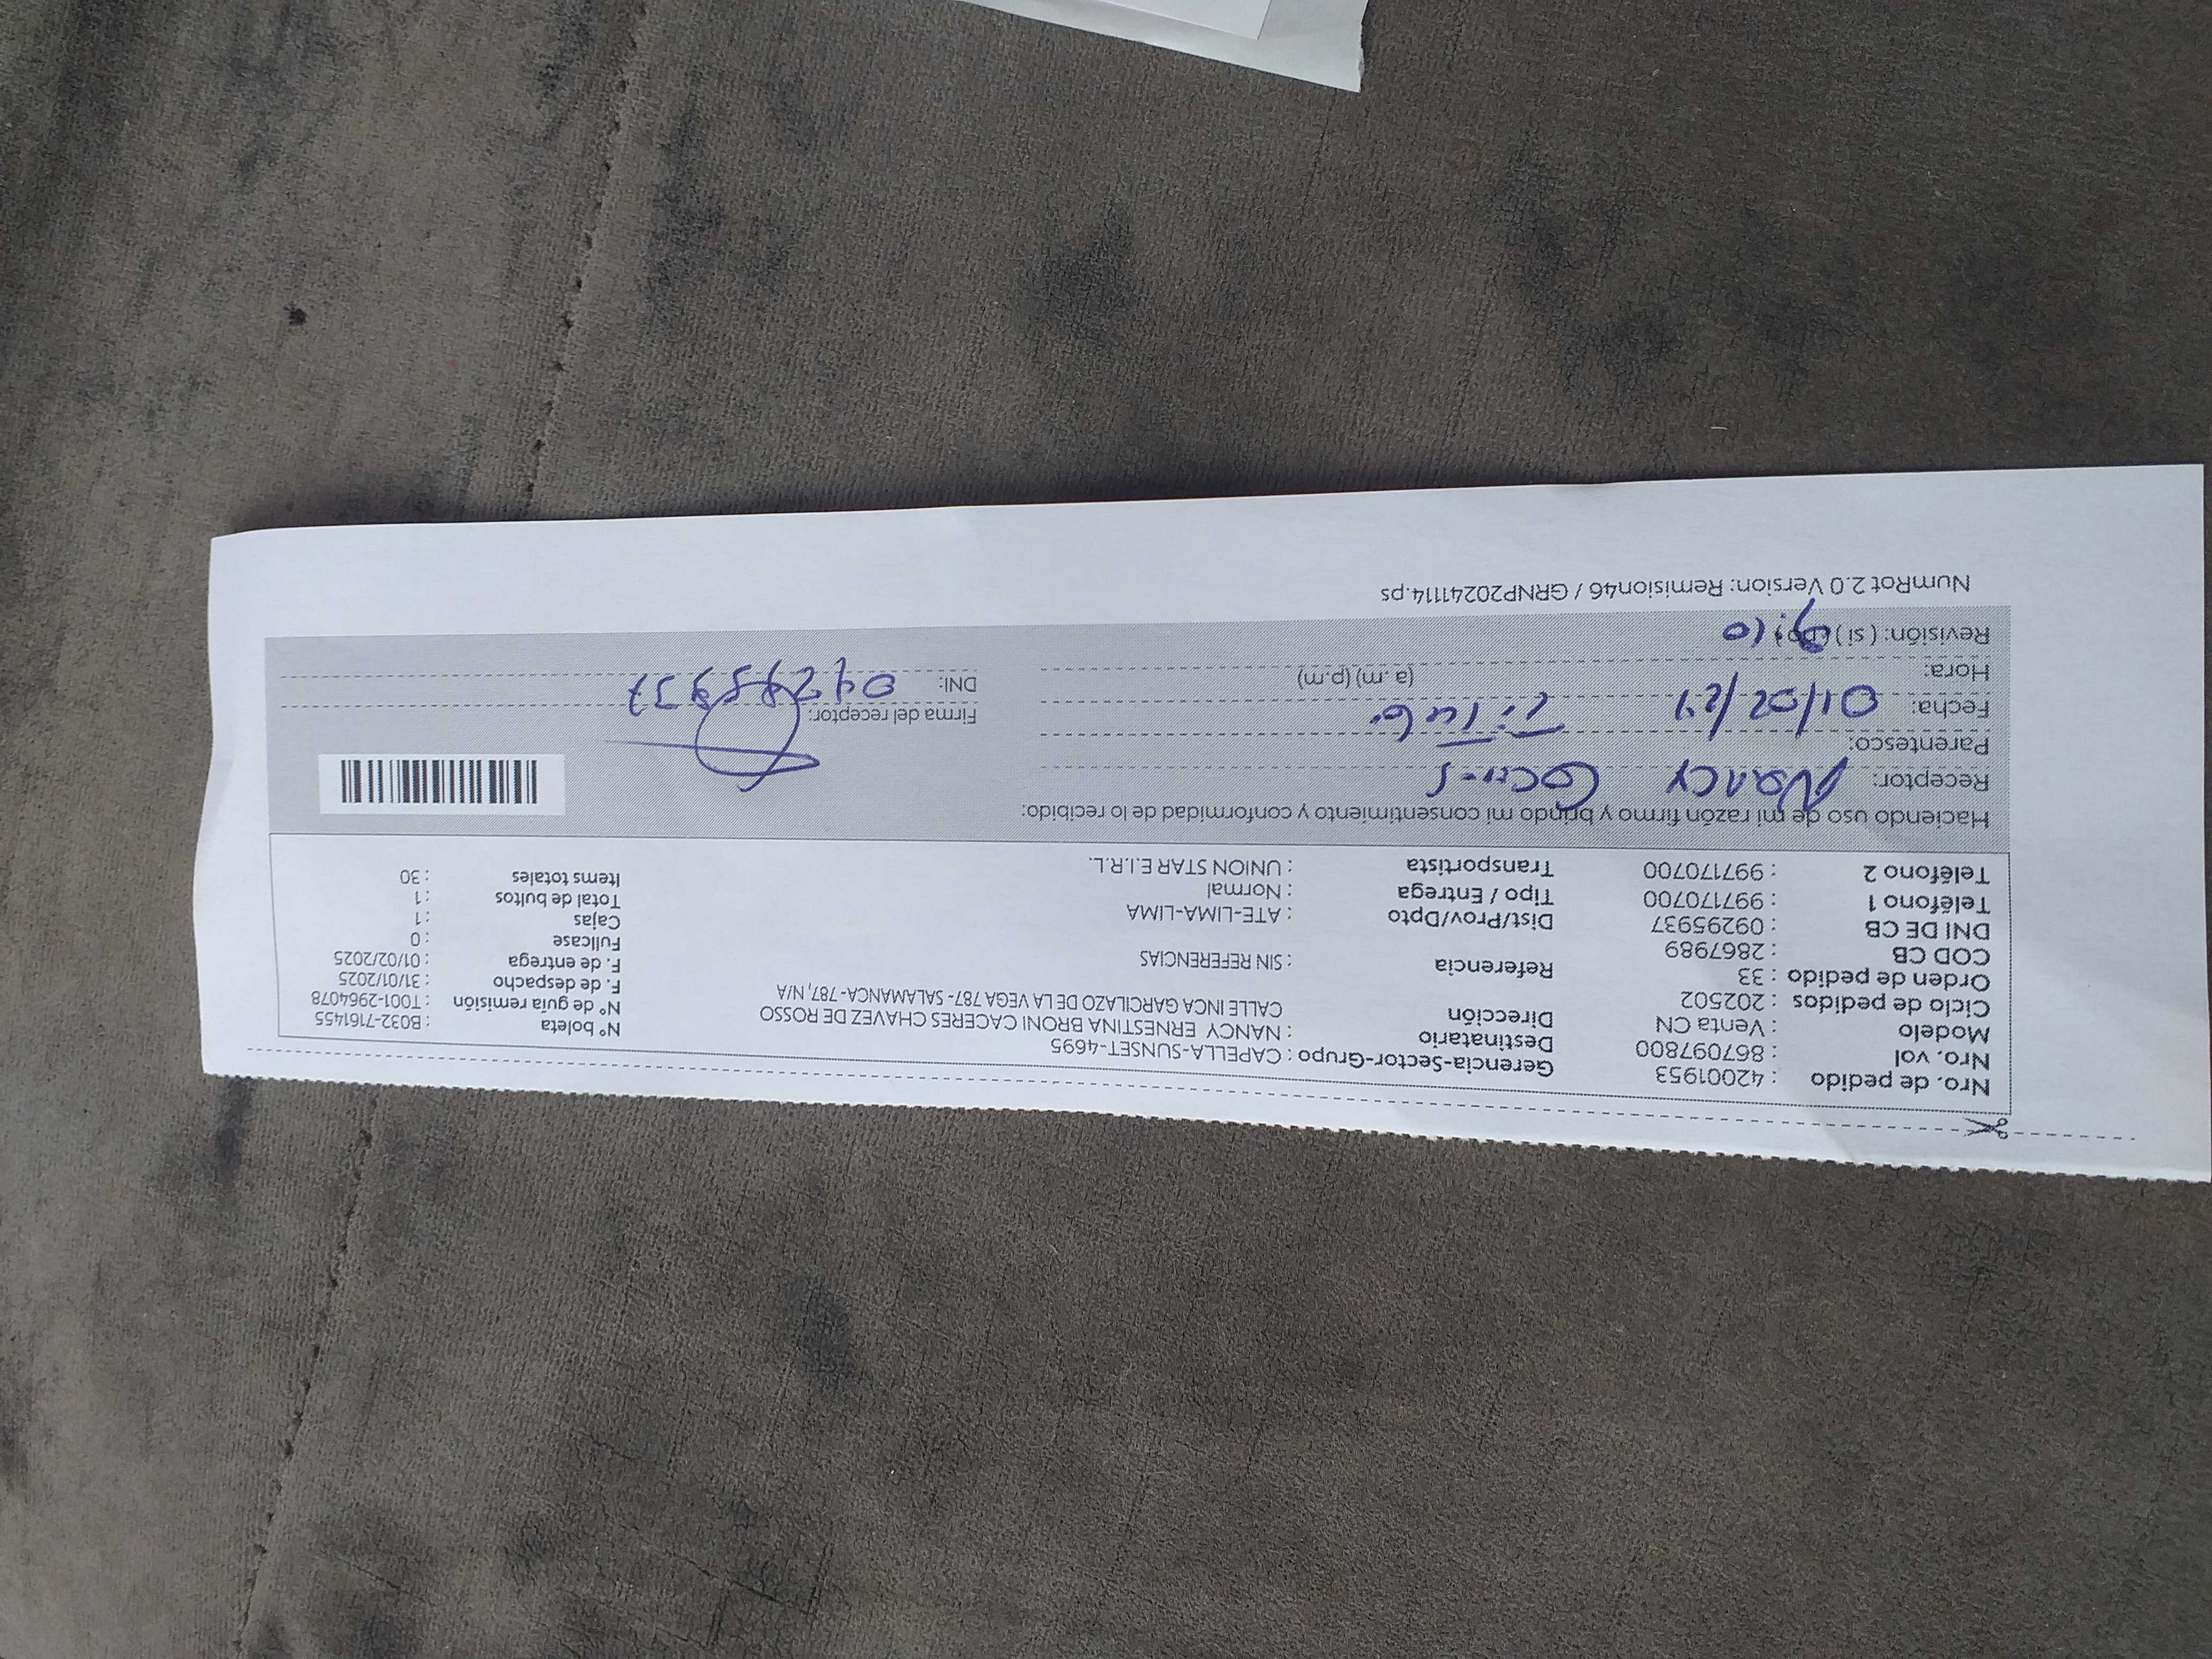 Nro. de pedido : 42001953 Gerencia-Sector-Grupo : CAPELLA-SUNSET-4695 N° boleta : B032-7161455
Nro. vol : 867097800 Destinatario : NANCY ERNESTINA BRONI CACERES CHAVEZ DE ROSSO N° de guía remisión : T001-2964078
Modelo : Venta CN Dirección CALLE INCA GARCILAZO DE LA VEGA 787- SALAMANCA- 787, N/A F. de despacho : 31/01/2025
Ciclo de pedidos : 202502 F. de entrega : 01/02/2025
Orden de pedido : 33 Referencia : SIN REFERENCIAS Fullcase : 0
COD CB : 2867989 Cajas : 1
DNI DE CB : 09295937 Dist/Prov/Dpto : ATE-LIMA-LIMA Total de bultos : 1
Teléfono 1 : 997170700 Tipo / Entrega : Normal Items totales : 30
Teléfono 2 : 997170700 Transportista : UNION STAR E.I.R.L.
Haciendo uso de mi razón firmo y brindo mi consentimiento y conformidad de lo recibido:
Receptor: Nancy
Parentesco: Titular
Fecha: 01/02/24 Firma del receptor:
Hora: (a.m) (p.m) DNI:
Revisión: ( si ) ( no ) 9:10
NumRot 2.0 Version: Remision46 / GRNP20241114.ps